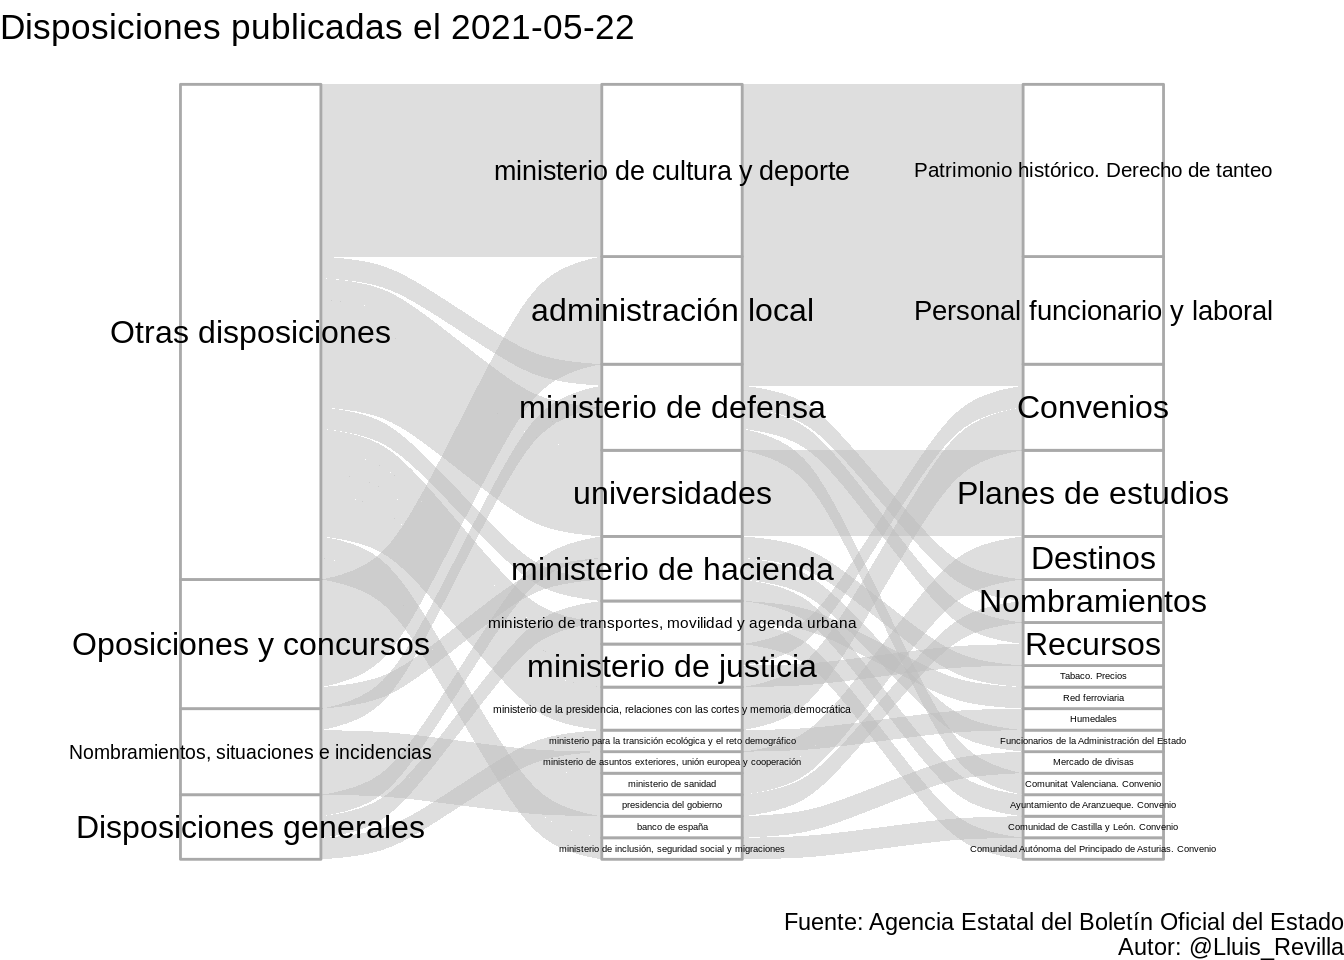 Disposiciones publicadas el 2021-05-22
Otras disposiciones
Oposiciones y concursos
Nombramientos, situaciones e incidencias
Disposiciones generales
ministerio de cultura y deporte
administración local
ministerio de defensa
universidades
ministerio de hacienda
ministerio de transportes, movilidad y agenda urbana
ministerio de justicia
ministerio de la presidencia, relaciones con las cortes y memoria democrática
ministerio para la transición ecológica y el reto demográfico
ministerio de asuntos exteriores, unión europea y cooperación
ministerio de sanidad
presidencia del gobierno
banco de españa
ministerio de inclusión, seguridad social y migraciones
Patrimonio histórico. Derecho de tanteo
Personal funcionario y laboral
Convenios
Planes de estudios
Destinos
Nombramientos
Recursos
Tabaco. Precios
Red ferroviaria
Humedales
Funcionarios de la Administración del Estado
Mercado de divisas
Comunitat Valenciana. Convenio
Ayuntamiento de Aranzueque. Convenio
Comunidad de Castilla y León. Convenio
Comunidad Autónoma del Principado de Asturias. Convenio
Fuente: Agencia Estatal del Boletín Oficial del Estado
Autor: @Lluis_Revilla